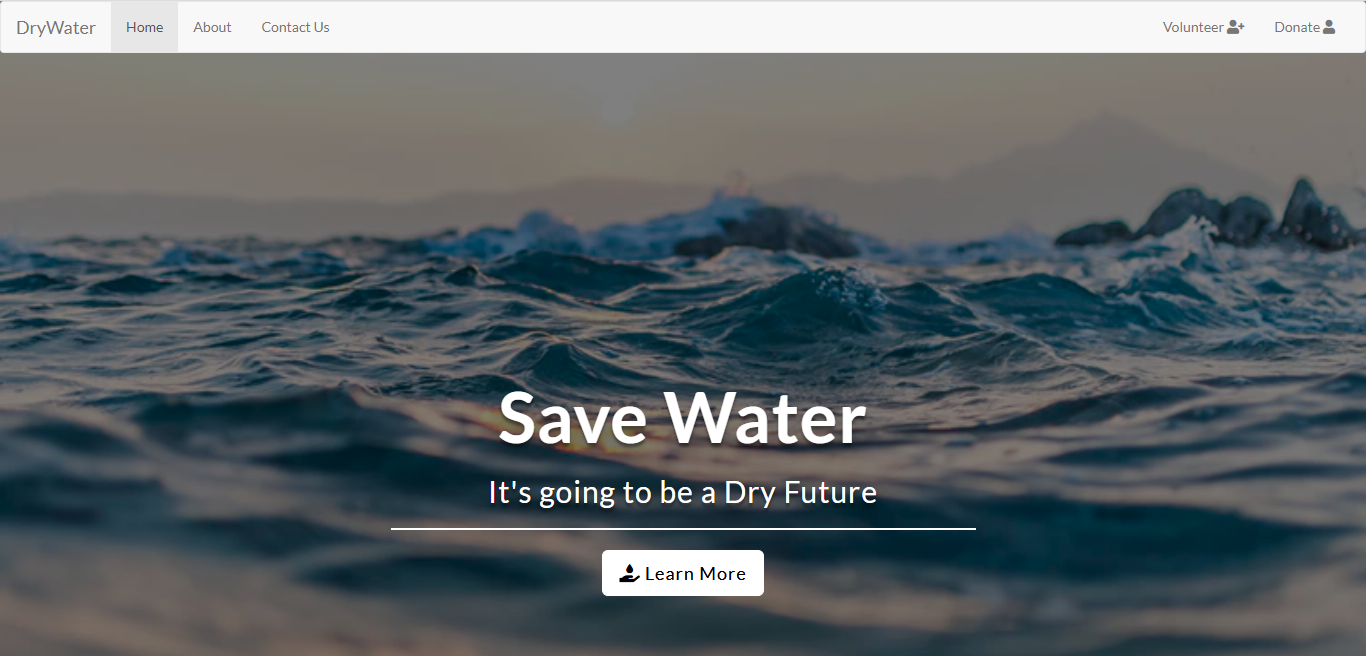 DryWater Home About Contact Us Volunteer Donate
Save Water
It's going to be a Dry Future
Learn More